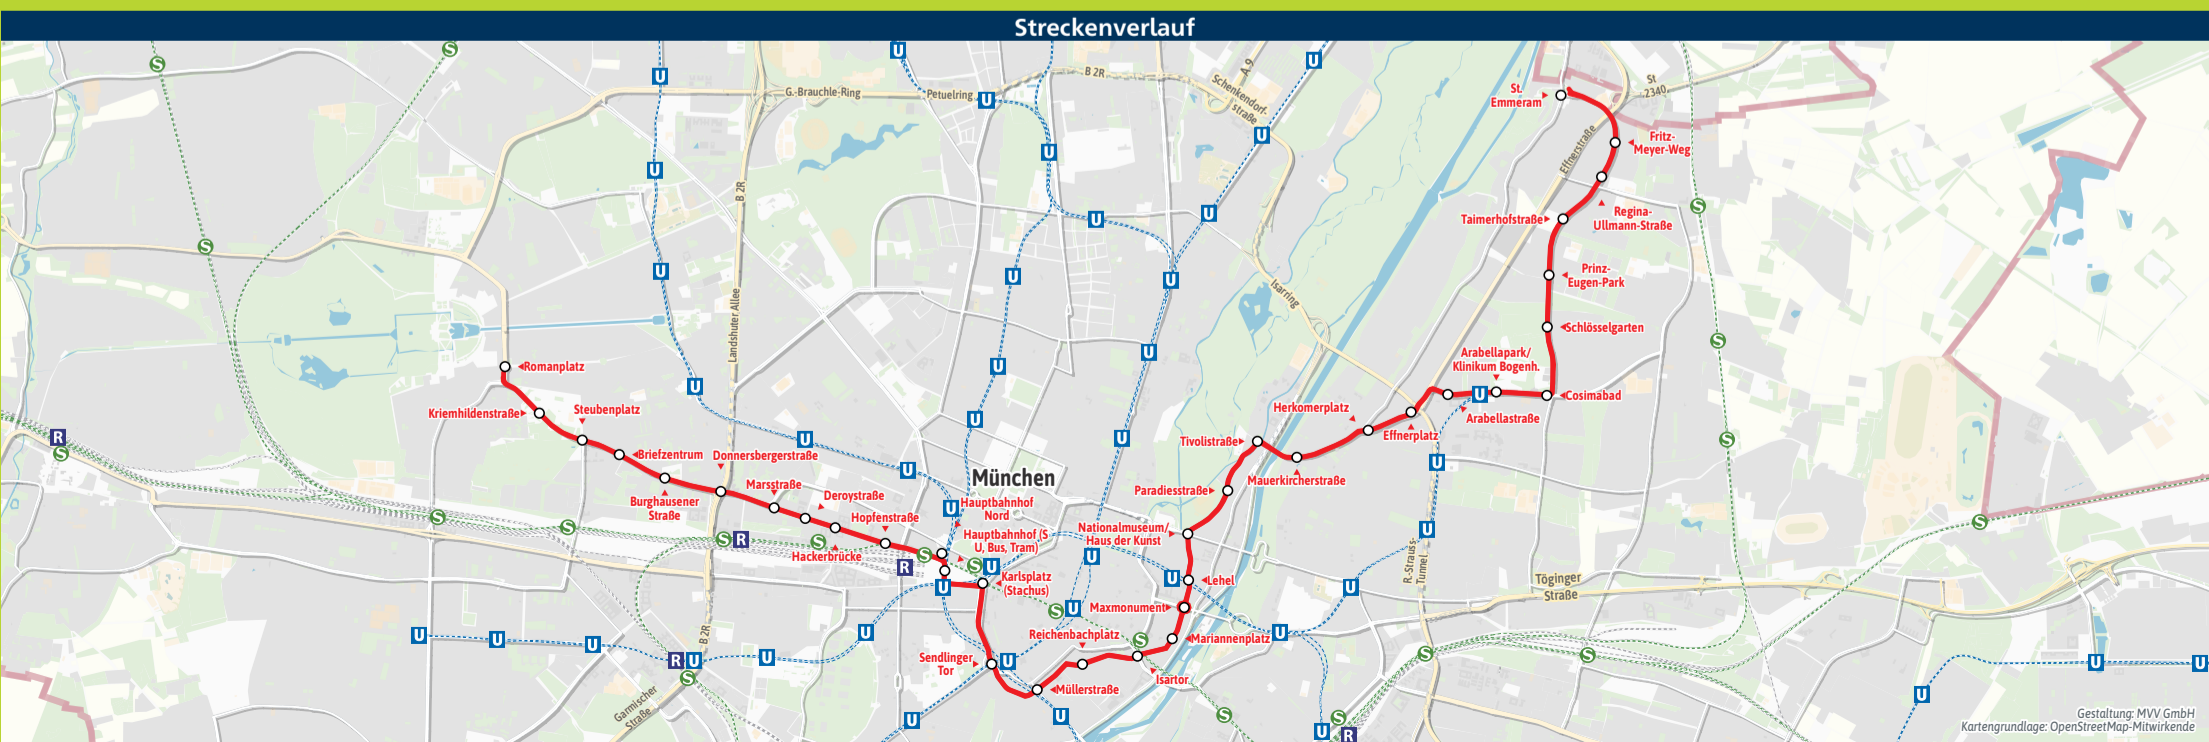 Streckenverlauf
G.-Brauchle-Ring
Petuelring
B 2R
A 9
Schenkendorf-
straße
St
2340
St.
Emmeram
Effnerstraße
Fritz-
Meyer-Weg
Regina-
Ullmann-Straße
Taimerhofstraße
Prinz-
Eugen-Park
Schlösselgarten
Arabellapark/
Klinikum Bogenh.
Cosimabad
Arabellastraße
Effnerplatz
Herkomerplatz
Isarring
B 2R
Landshuter Allee
Romanplatz
Kriemhildenstraße
Steubenplatz
Briefzentrum
Burghausener
Straße
Donnersbergerstraße
Marsstraße
Deroystraße
Hackerbrücke
Hopfenstraße
München
Hauptbahnhof
Nord
Hauptbahnhof (S
U, Bus, Tram)
Karlsplatz
(Stachus)
Sendlinger
Tor
Müllerstraße
Reichenbachplatz
Isartor
Mariannenplatz
Maxmonument
Lehel
Nationalmuseum/
Haus der Kunst
Paradiesstraße
Tivolistraße
Mauerkircherstraße
R.-Strauss-
Tunnel
Töginger
Straße
B 2R
Garmischer
Straße
Gestaltung: MVV GmbH
Kartengrundlage: OpenStreetMap-Mitwirkende